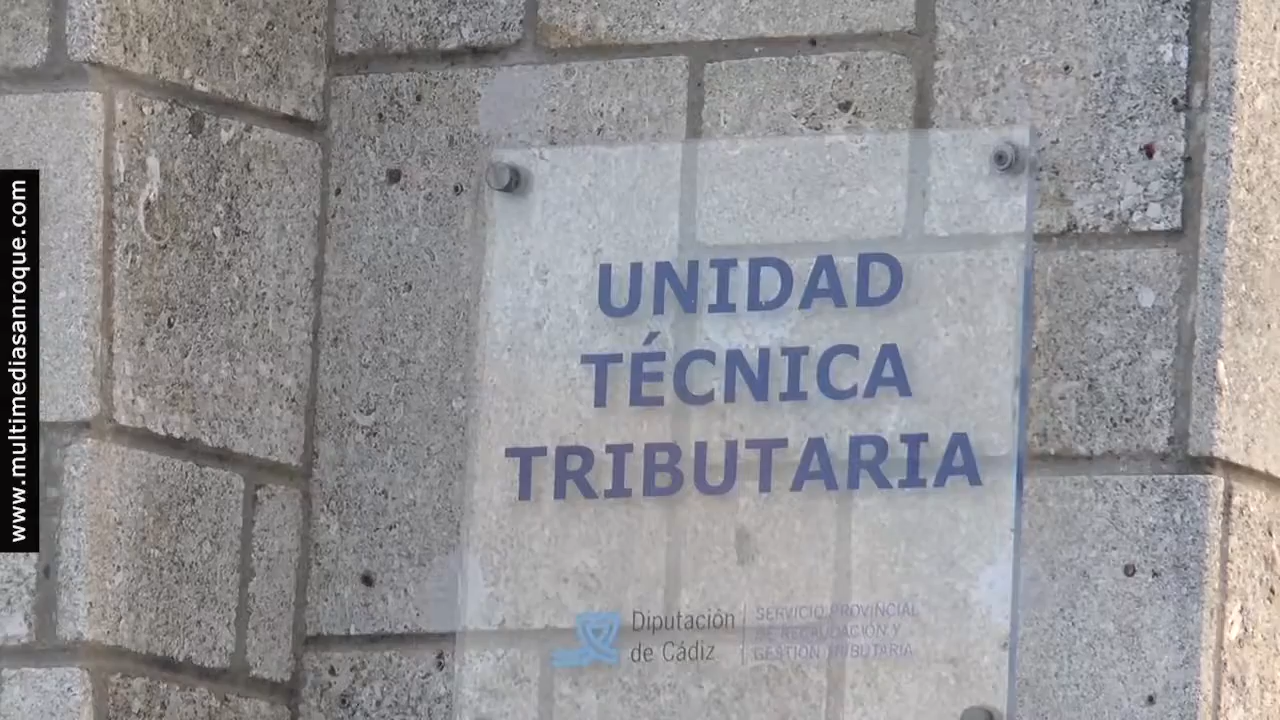 www.multimediasanroque.com
UNIDAD
TÉCNICA
TRIBUTARIA
Diputación
de Cádiz
SERVICIO PROVINCIAL
DE RECAUDACIÓN Y
GESTIÓN TRIBUTARIA